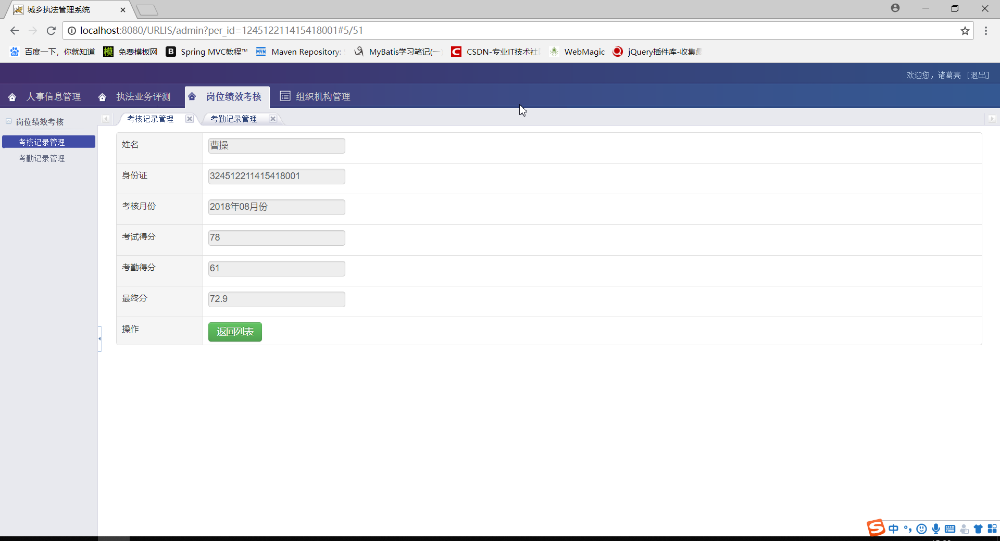 城乡执法管理系统
localhost:8080/URLIS/admin?per_id=124512211415418001#5/51
百度一下，你就知道 免费模板网 Spring MVC教程™ Maven Repository: MyBatis学习笔记(一 CSDN-专业IT技术社 WebMagic jQuery插件库-收集最
欢迎您，诸葛亮 [退出]
人事信息管理 执法业务评测 岗位绩效考核 组织机构管理
岗位绩效考核
考核记录管理
考勤记录管理
考核记录管理 考勤记录管理
姓名 曹操
身份证 324512211415418001
考核月份 2018年08月份
考试得分 78
考勤得分 61
最终分 72.9
操作 返回列表
中